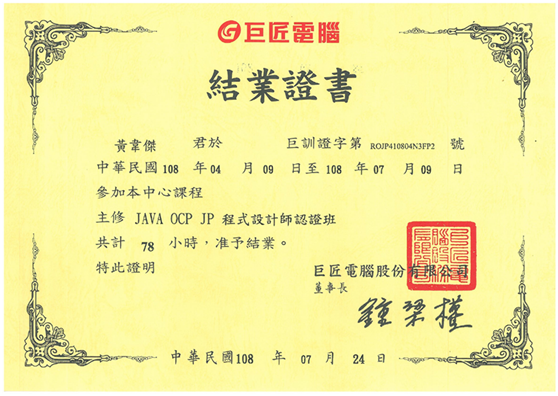 巨匠電腦
結業證書
黃韋傑 君於 巨訓證字第 ROJP410804N3FP2 號
中華民國 108 年 04 月 09 日至 108 年 07 月 09 日
參加本中心課程
主修 JAVA OCP JP 程式設計師認證班
共計 78 小時，准予結業。
特此證明
巨匠電腦股份有限公司
董事長
鍾梁權
中華民國 108 年 07 月 24 日